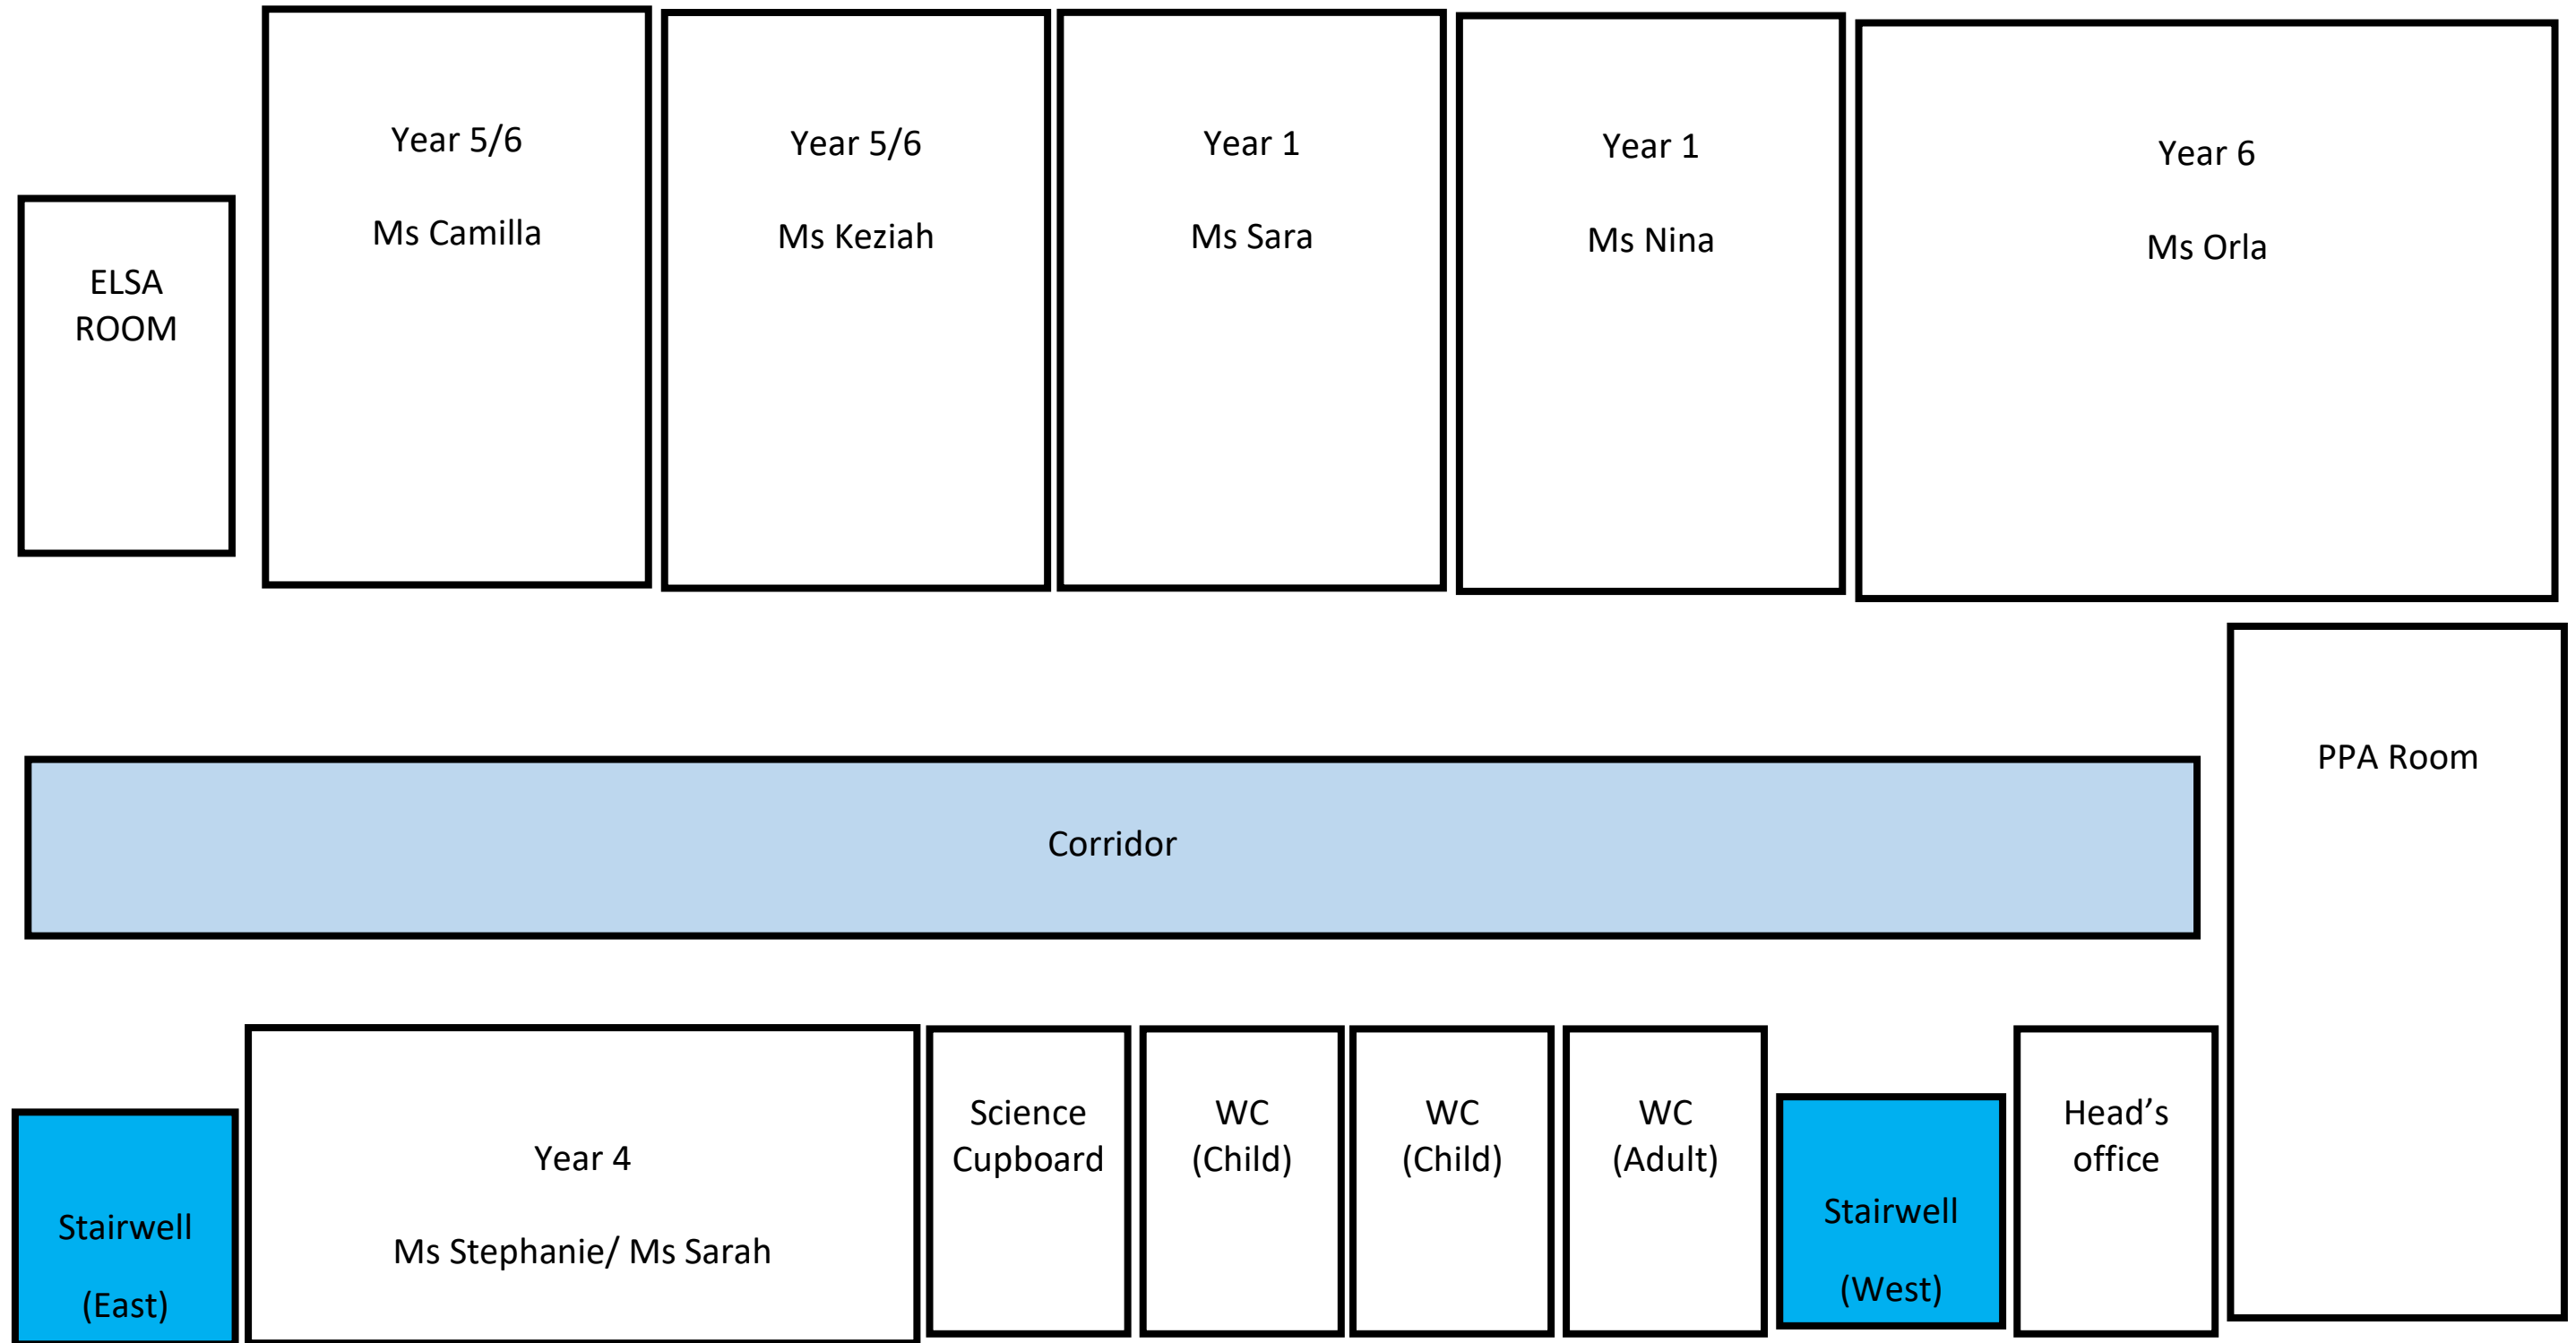 ELSA
ROOM
Year 5/6
Ms Camilla
Year 5/6
Ms Keziah
Year 1
Ms Sara
Year 1
Ms Nina
Year 6
Ms Orla
PPA Room
Corridor
Stairwell
(East)
Year 4
Ms Stephanie/ Ms Sarah
Science
Cupboard
WC
(Child)
WC
(Child)
WC
(Adult)
Stairwell
(West)
Head’s
office